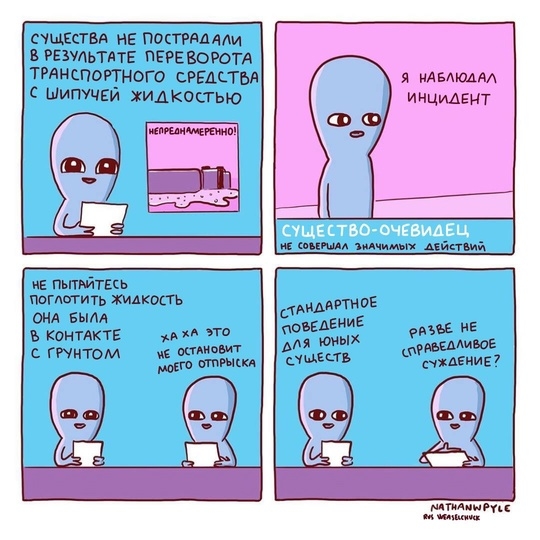 СУЩЕСТВА НЕ ПОСТРАДАЛИ
В РЕЗУЛЬТАТЕ ПЕРЕВОРОТА
ТРАНСПОРТНОГО СРЕДСТВА
С ШИПУЧЕЙ ЖИДКОСТЬЮ
НЕПРЕДНАМЕРЕННО!
Я НАБЛЮДАЛ
ИНЦИДЕНТ
СУЩЕСТВО-ОЧЕВИДЕЦ
НЕ СОВЕРШАЛ ЗНАЧИМЫХ ДЕЙСТВИЙ
НЕ ПЫТАЙТЕСЬ
ПОГЛОТИТЬ ЖИДКОСТЬ
ОНА БЫЛА
В КОНТАКТЕ
С ГРУНТОМ
ХА ХА ЭТО
НЕ ОСТАНОВИТ
МОЕГО ОТПРЫСКА
СТАНДАРТНОЕ
ПОВЕДЕНИЕ
ДЛЯ ЮНЫХ
СУЩЕСТВ
РАЗВЕ НЕ
СПРАВЕДЛИВОЕ
СУЖДЕНИЕ?
NATHANWPYLE
RUS WEASELCHUCK